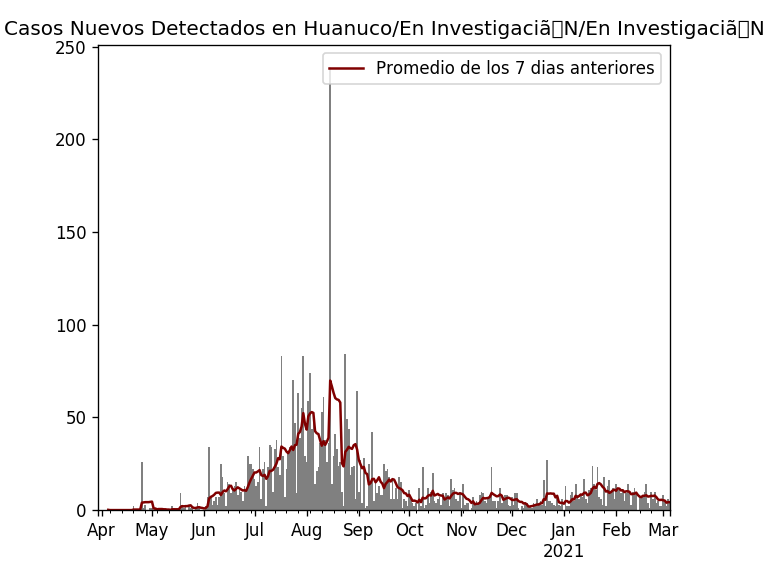 Casos Nuevos Detectados en Huanuco/En Investigaciã▯N/En Investigaciã▯N
Promedio de los 7 dias anteriores
250
200
150
100
50
0
Apr May Jun Jul Aug Sep Oct Nov Dec Jan Feb Mar
2021